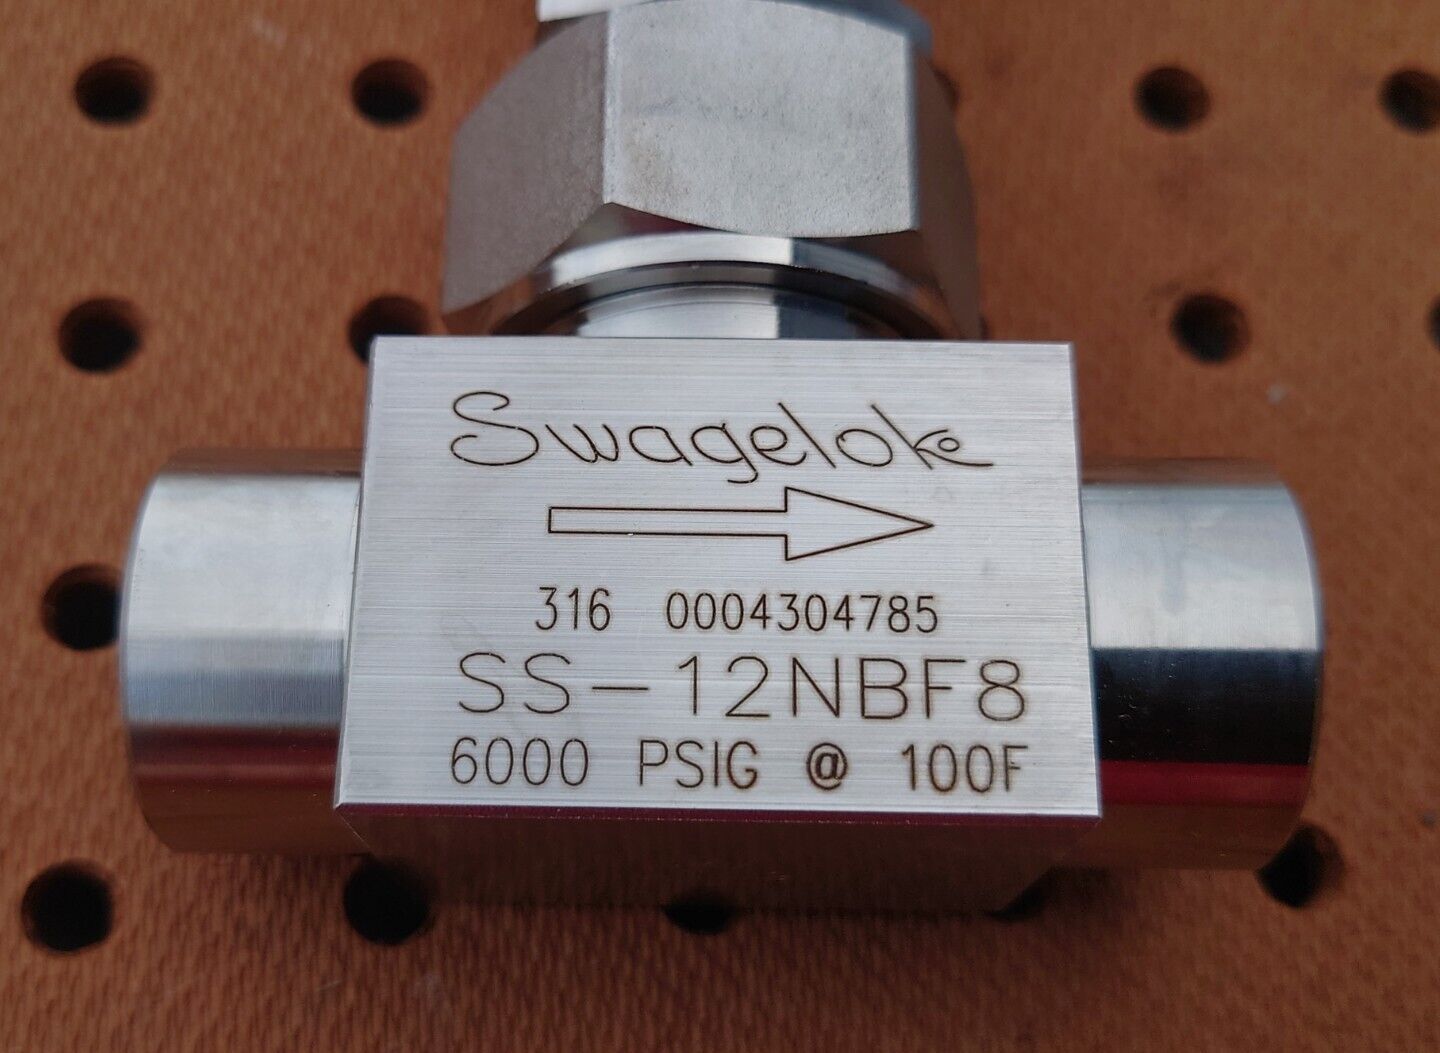 Swagelok
316 0004304785
SS-12NBF8
6000 PSIG @ 100F